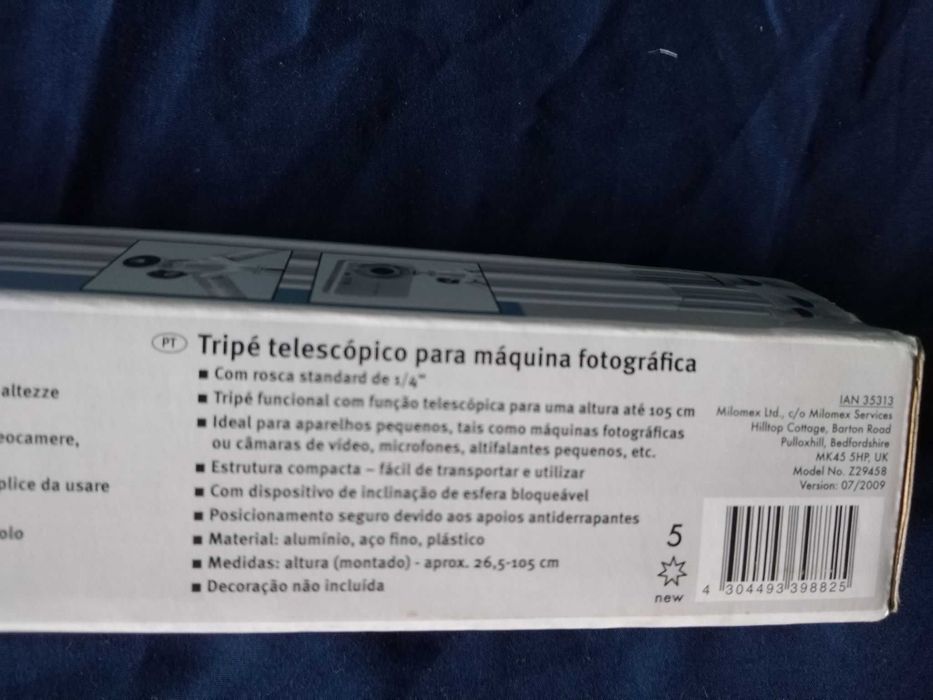 altezze
eocamere,
plice da usare
olo
PT Tripé telescópico para máquina fotográfica
■ Com rosca standard de 1/4"
■ Tripé funcional com função telescópica para uma altura até 105 cm
■ Ideal para aparelhos pequenos, tais como máquinas fotográficas
ou câmaras de vídeo, microfones, altifalantes pequenos, etc.
■ Estrutura compacta – fácil de transportar e utilizar
■ Com dispositivo de inclinação de esfera bloqueável
■ Posicionamento seguro devido aos apoios antiderrapantes
■ Material: alumínio, aço fino, plástico
■ Medidas: altura (montado) - aprox. 26,5-105 cm
■ Decoração não incluída
IAN 35313
Milomex Ltd., c/o Milomex Services
Hilltop Cottage, Barton Road
Pulloxhill, Bedfordshire
MK45 5HP, UK
Model No. Z29458
Version: 07/2009
5
new
4 304493 398825